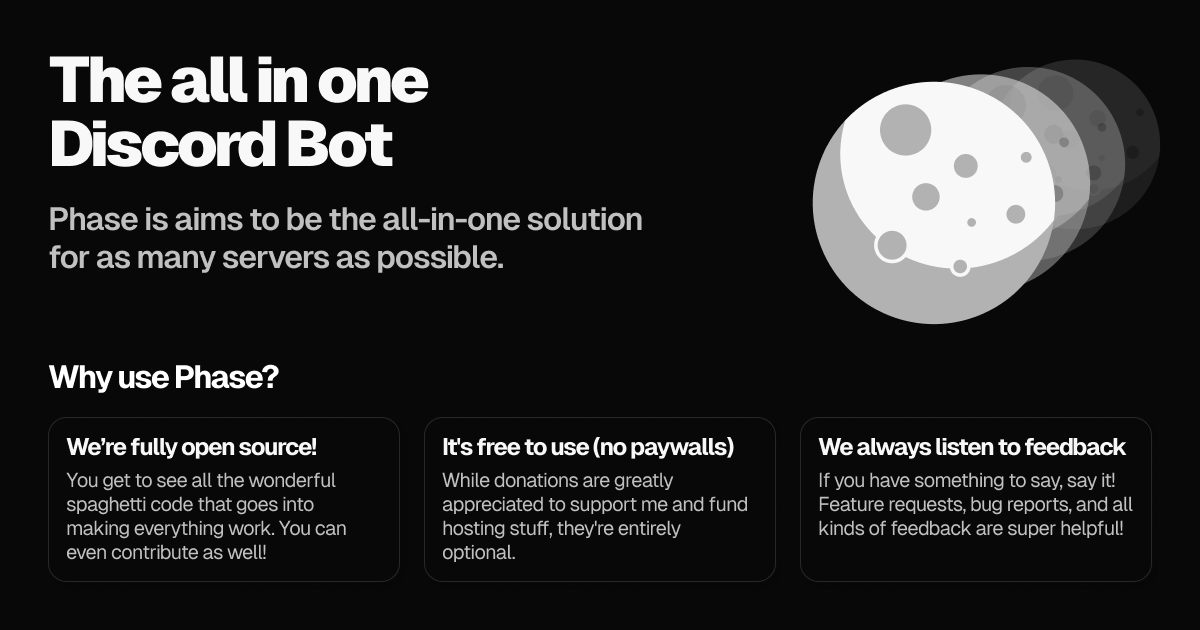 The all in one
Discord Bot
Phase is aims to be the all-in-one solution
for as many servers as possible.
Why use Phase?
We’re fully open source!
You get to see all the wonderful
spaghetti code that goes into
making everything work. You can
even contribute as well!
It's free to use (no paywalls)
While donations are greatly
appreciated to support me and fund
hosting stuff, they're entirely
optional.
We always listen to feedback
If you have something to say, say it!
Feature requests, bug reports, and all
kinds of feedback are super helpful!